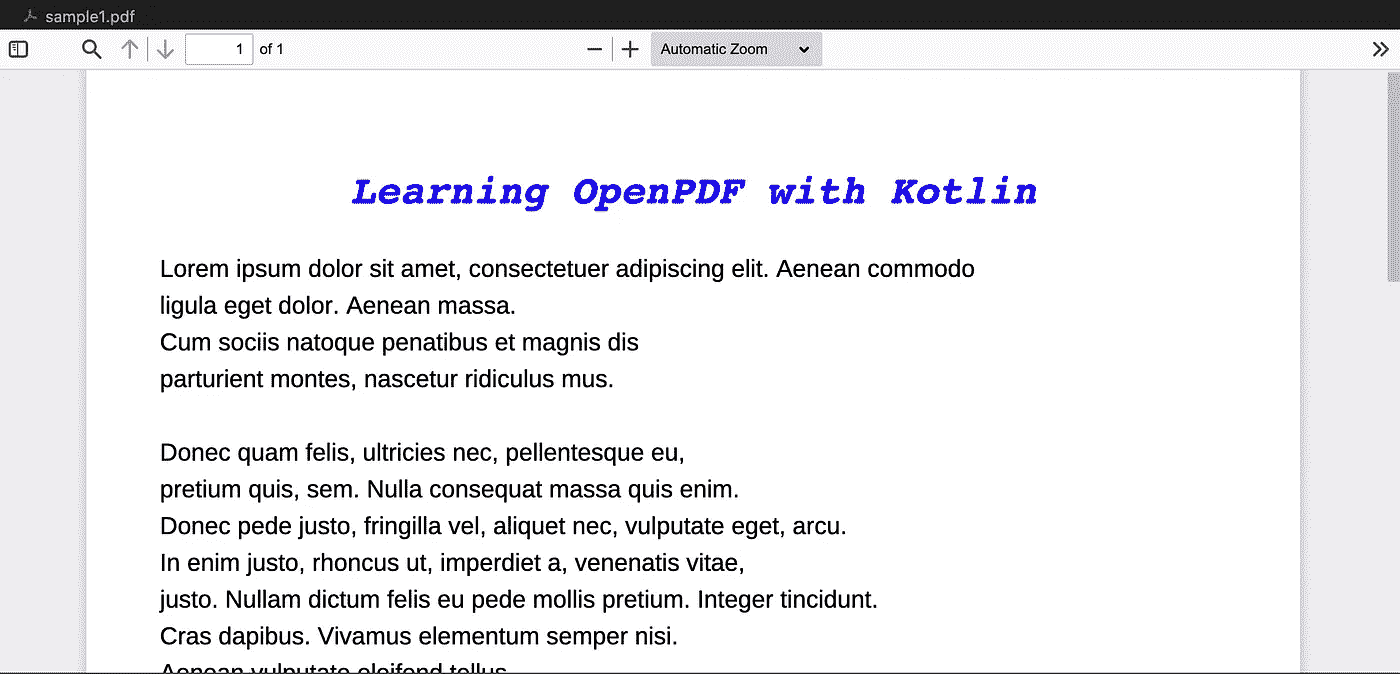 sample1.pdf
1 of 1
Automatic Zoom
Learning OpenPDF with Kotlin
Lorem ipsum dolor sit amet, consectetuer adipiscing elit. Aenean commodo
ligula eget dolor. Aenean massa.
Cum sociis natoque penatibus et magnis dis
parturient montes, nascetur ridiculus mus.
Donec quam felis, ultricies nec, pellentesque eu,
pretium quis, sem. Nulla consequat massa quis enim.
Donec pede justo, fringilla vel, aliquet nec, vulputate eget, arcu.
In enim justo, rhoncus ut, imperdiet a, venenatis vitae,
justo. Nullam dictum felis eu pede mollis pretium. Integer tincidunt.
Cras dapibus. Vivamus elementum semper nisi.
Aenean vulputate eleifend tellus